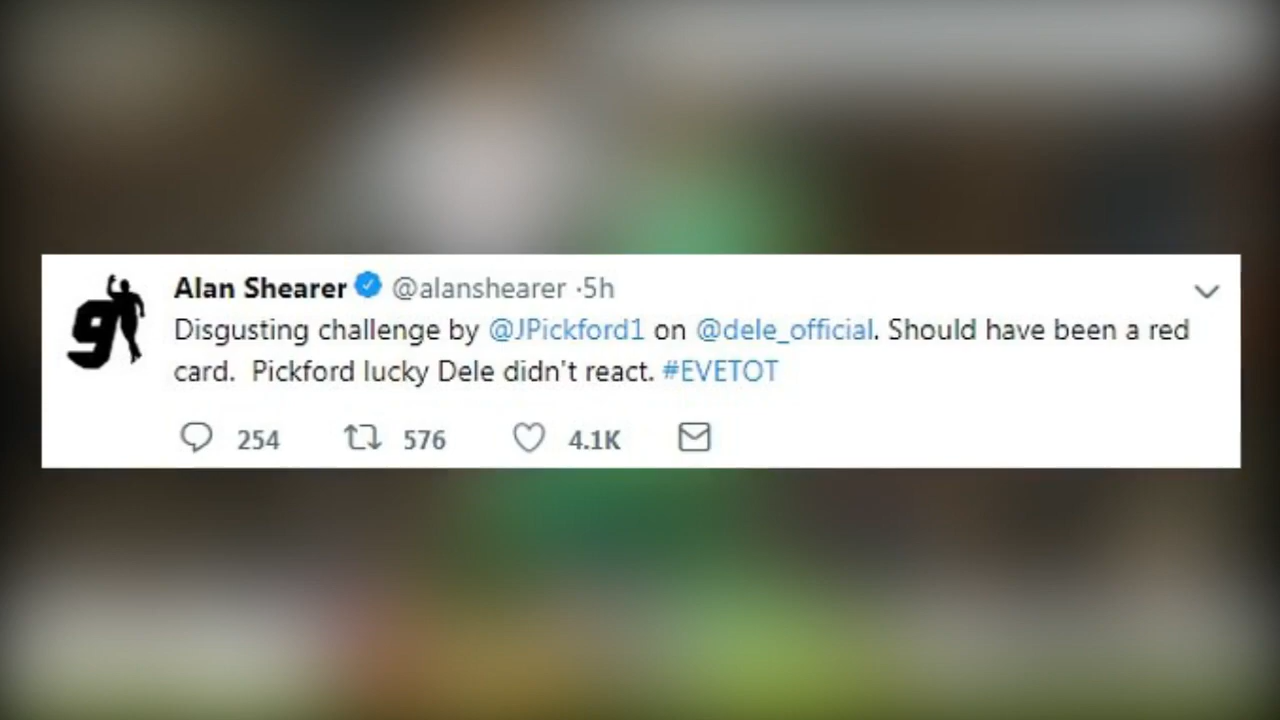 Alan Shearer @alanshearer ·5h
Disgusting challenge by @JPickford1 on @dele_official. Should have been a red
card.  Pickford lucky Dele didn't react. #EVETOT
254 576 4.1K